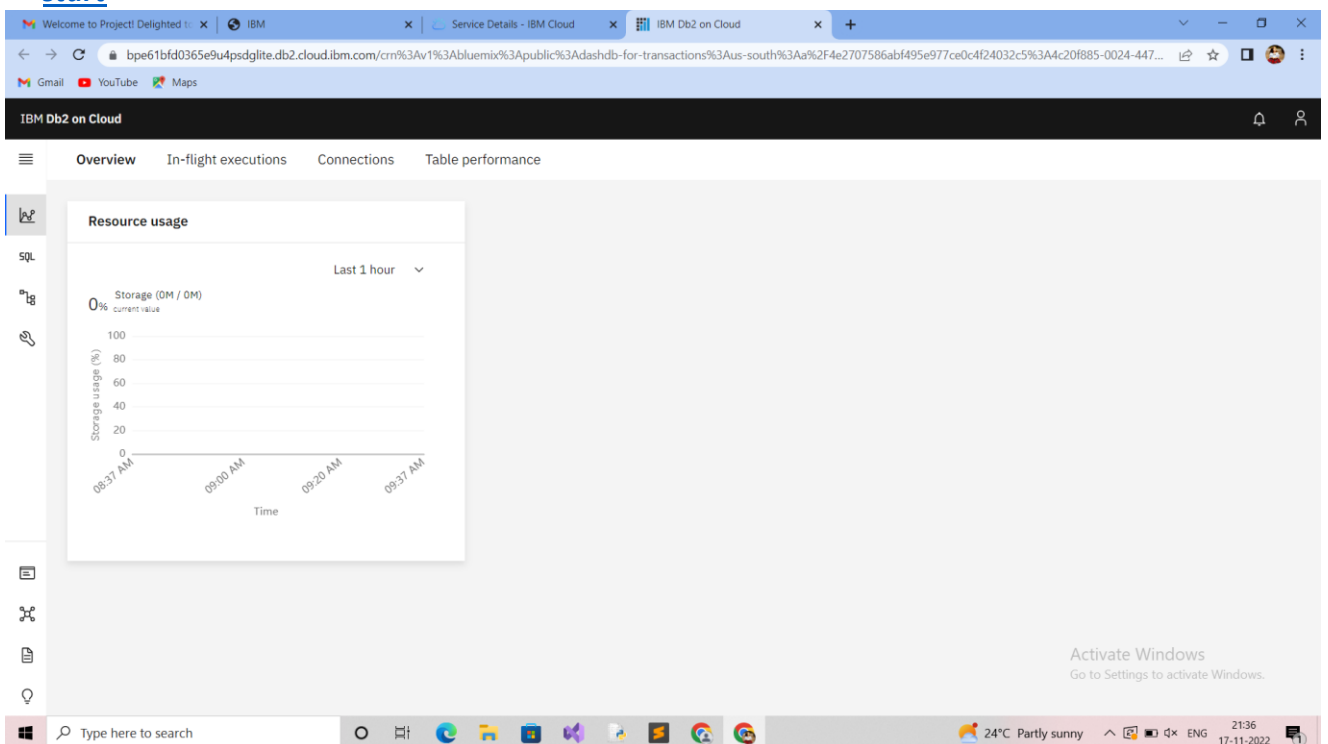 Start
Welcome to Project! Delighted to
IBM
Service Details - IBM Cloud
IBM Db2 on Cloud
bpe61bfd0365e9u4psdglite.db2.cloud.ibm.com/crn%3Av1%3Abluemix%3Apublic%3Adashdb-for-transactions%3Aus-south%3Aa%2F4e2707586abf495e977ce0c4f24032c5%3A4c20f885-0024-447...
Gmail YouTube Maps
IBM Db2 on Cloud
Overview In-flight executions Connections Table performance
Resource usage
SQL
Last 1 hour
0% Storage (0M / 0M)
current value
100
80
60
40
20
0
Storage usage (%)
08:37 AM 09:00 AM 09:20 AM 09:37 AM
Time
Activate Windows
Go to Settings to activate Windows.
Type here to search
24°C Partly sunny
ENG
21:36
17-11-2022